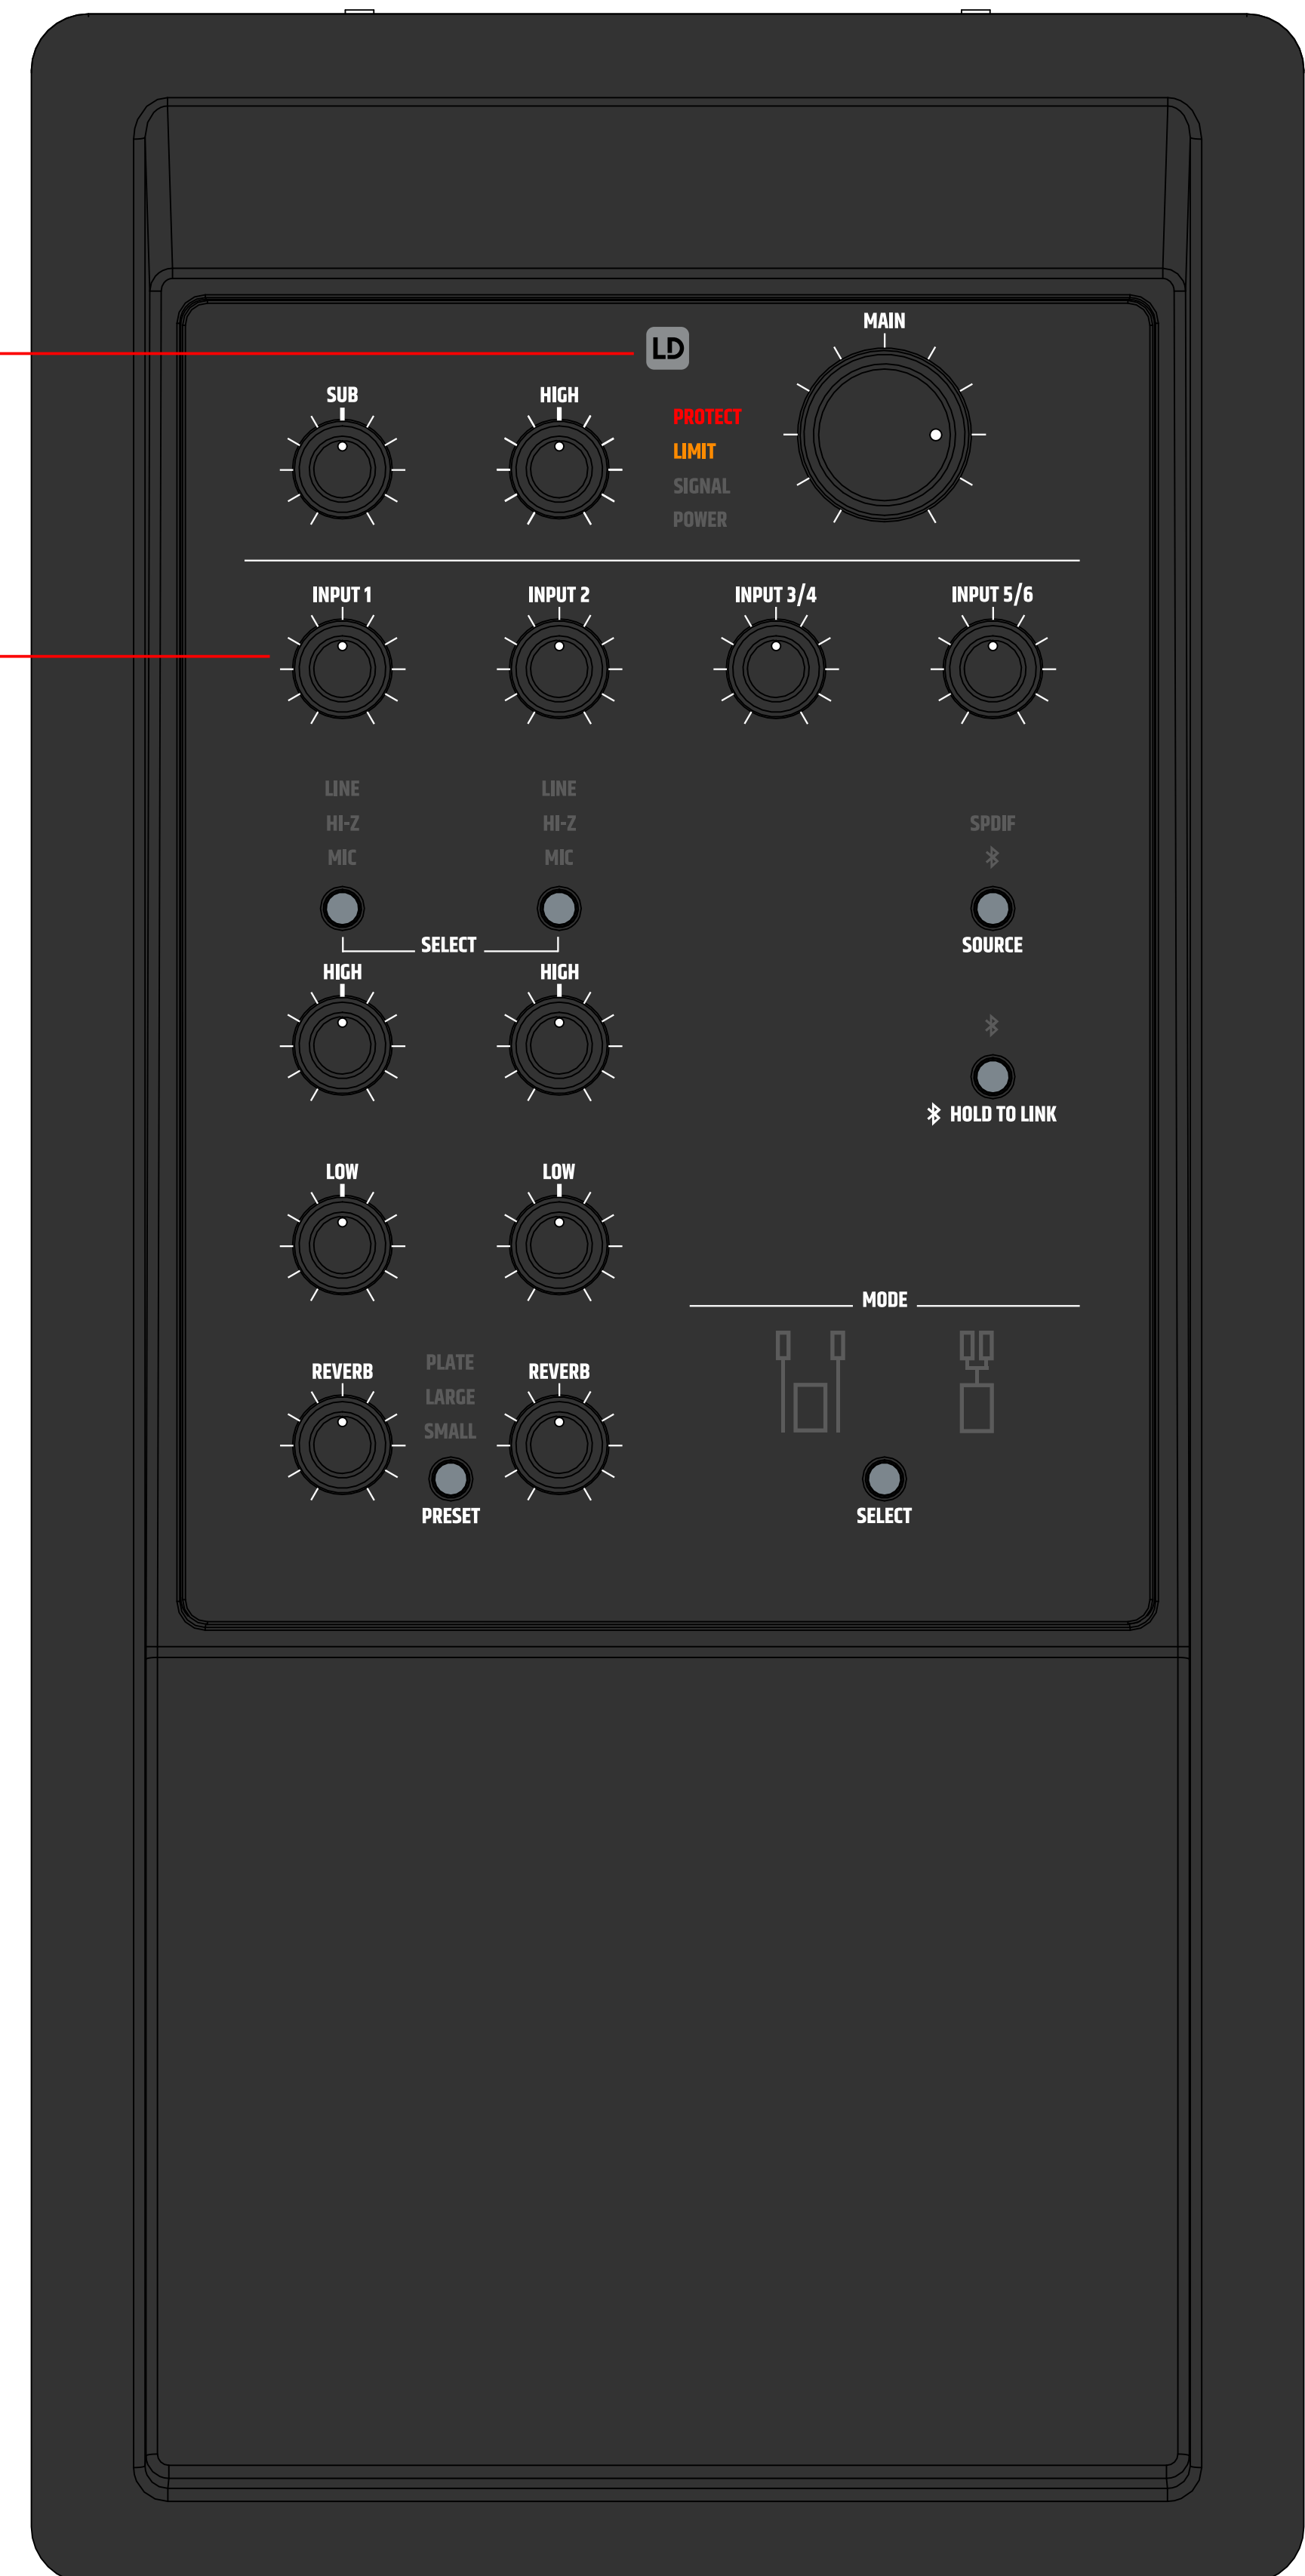 LD
MAIN
SUB HIGH
PROTECT
LIMIT
SIGNAL
POWER
INPUT 1 INPUT 2 INPUT 3/4 INPUT 5/6
LINE LINE
HI-Z HI-Z SPDIF
MIC MIC
SELECT SOURCE
HIGH HIGH
HOLD TO LINK
LOW LOW
MODE
PLATE
REVERB REVERB
LARGE
SMALL
PRESET SELECT